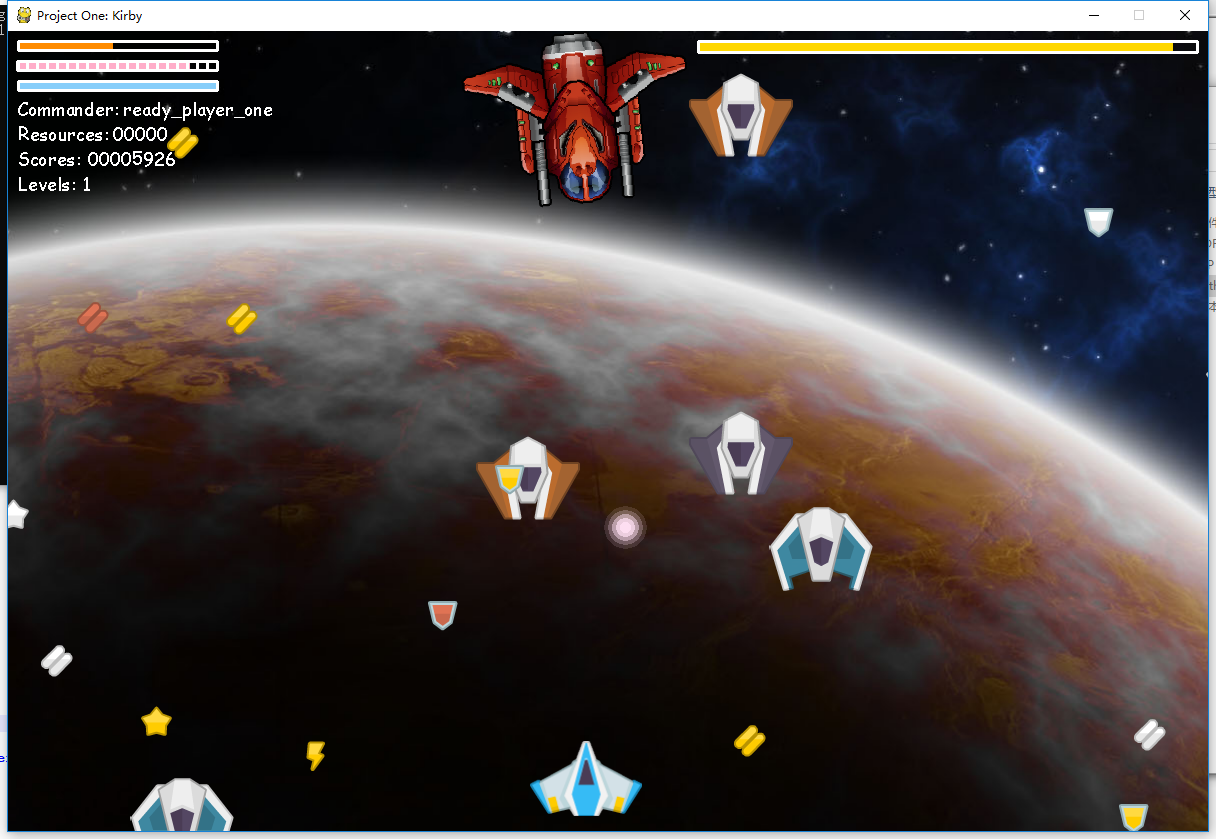 Project One: Kirby
Commander: ready_player_one
Resources: 00000
Scores: 00005926
Levels: 1